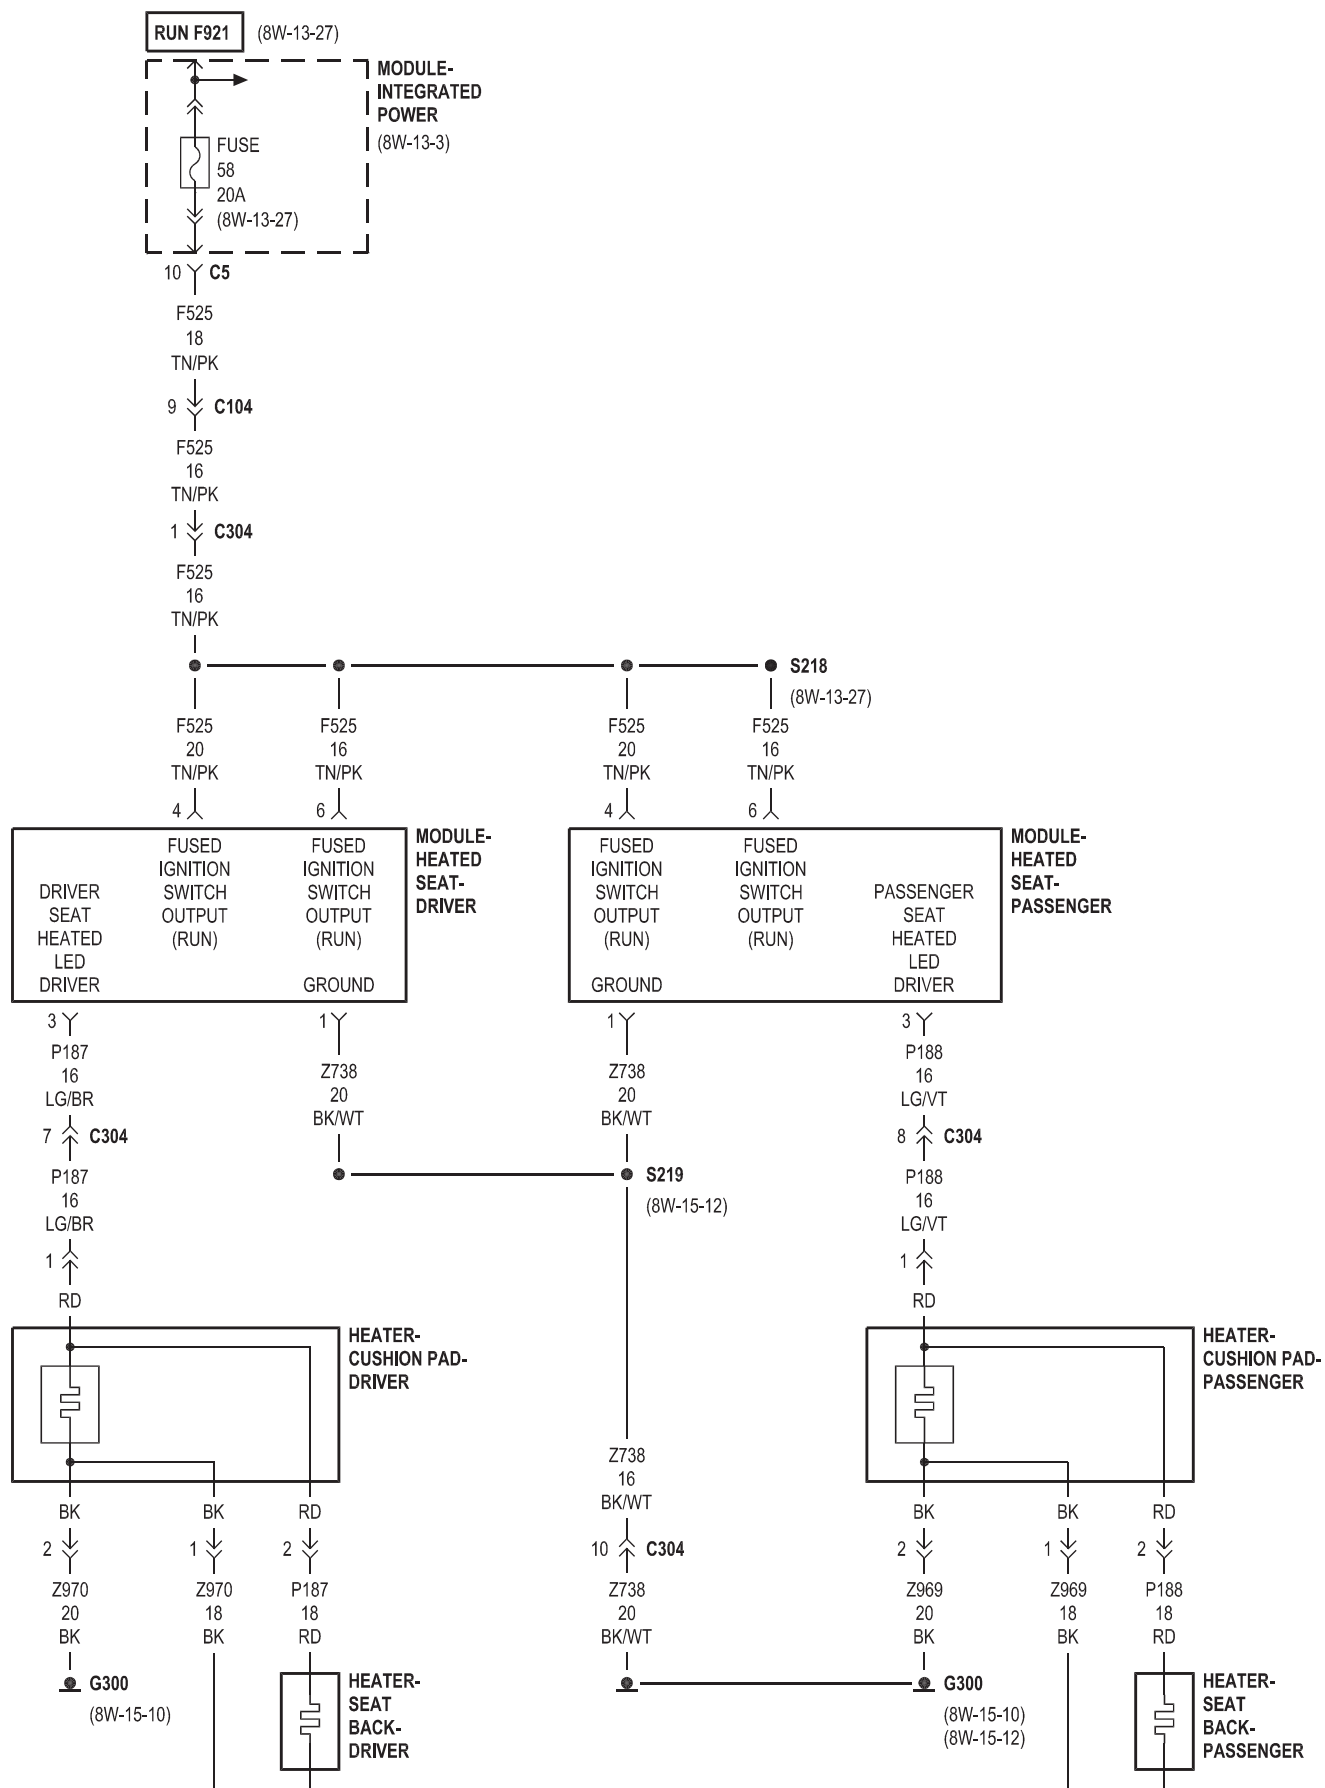 RUN F921 (8W-13-27)
MODULE-
INTEGRATED
POWER
(8W-13-3)
FUSE
58
20A
(8W-13-27)
10 C5
F525
18
TN/PK
9 C104
F525
16
TN/PK
1 C304
F525
16
TN/PK
S218
(8W-13-27)
F525 F525 F525 F525
20 16 20 16
TN/PK TN/PK TN/PK TN/PK
4 6 4 6
MODULE-
HEATED
SEAT-
DRIVER
MODULE-
HEATED
SEAT-
PASSENGER
FUSED
IGNITION
SWITCH
OUTPUT
(RUN)
FUSED
IGNITION
SWITCH
OUTPUT
(RUN)
FUSED
IGNITION
SWITCH
OUTPUT
(RUN)
FUSED
IGNITION
SWITCH
OUTPUT
(RUN)
DRIVER
SEAT
HEATED
LED
DRIVER
GROUND
GROUND
PASSENGER
SEAT
HEATED
LED
DRIVER
3 1 1 3
P187
16
LG/BR
Z738
20
BK/WT
Z738
20
BK/WT
P188
16
LG/VT
7 C304
8 C304
S219
(8W-15-12)
P187
16
LG/BR
P188
16
LG/VT
1 1
RD RD
HEATER-
CUSHION PAD-
DRIVER
HEATER-
CUSHION PAD-
PASSENGER
Z738
16
BK/WT
10 C304
Z738
20
BK/WT
BK BK RD
2 1 2
Z970 Z970 P187
20 18 18
BK BK RD
BK BK RD
2 1 2
Z969 Z969 P188
20 18 18
BK BK RD
G300
(8W-15-10)
HEATER-
SEAT
BACK-
DRIVER
G300
(8W-15-10)
(8W-15-12)
HEATER-
SEAT
BACK-
PASSENGER